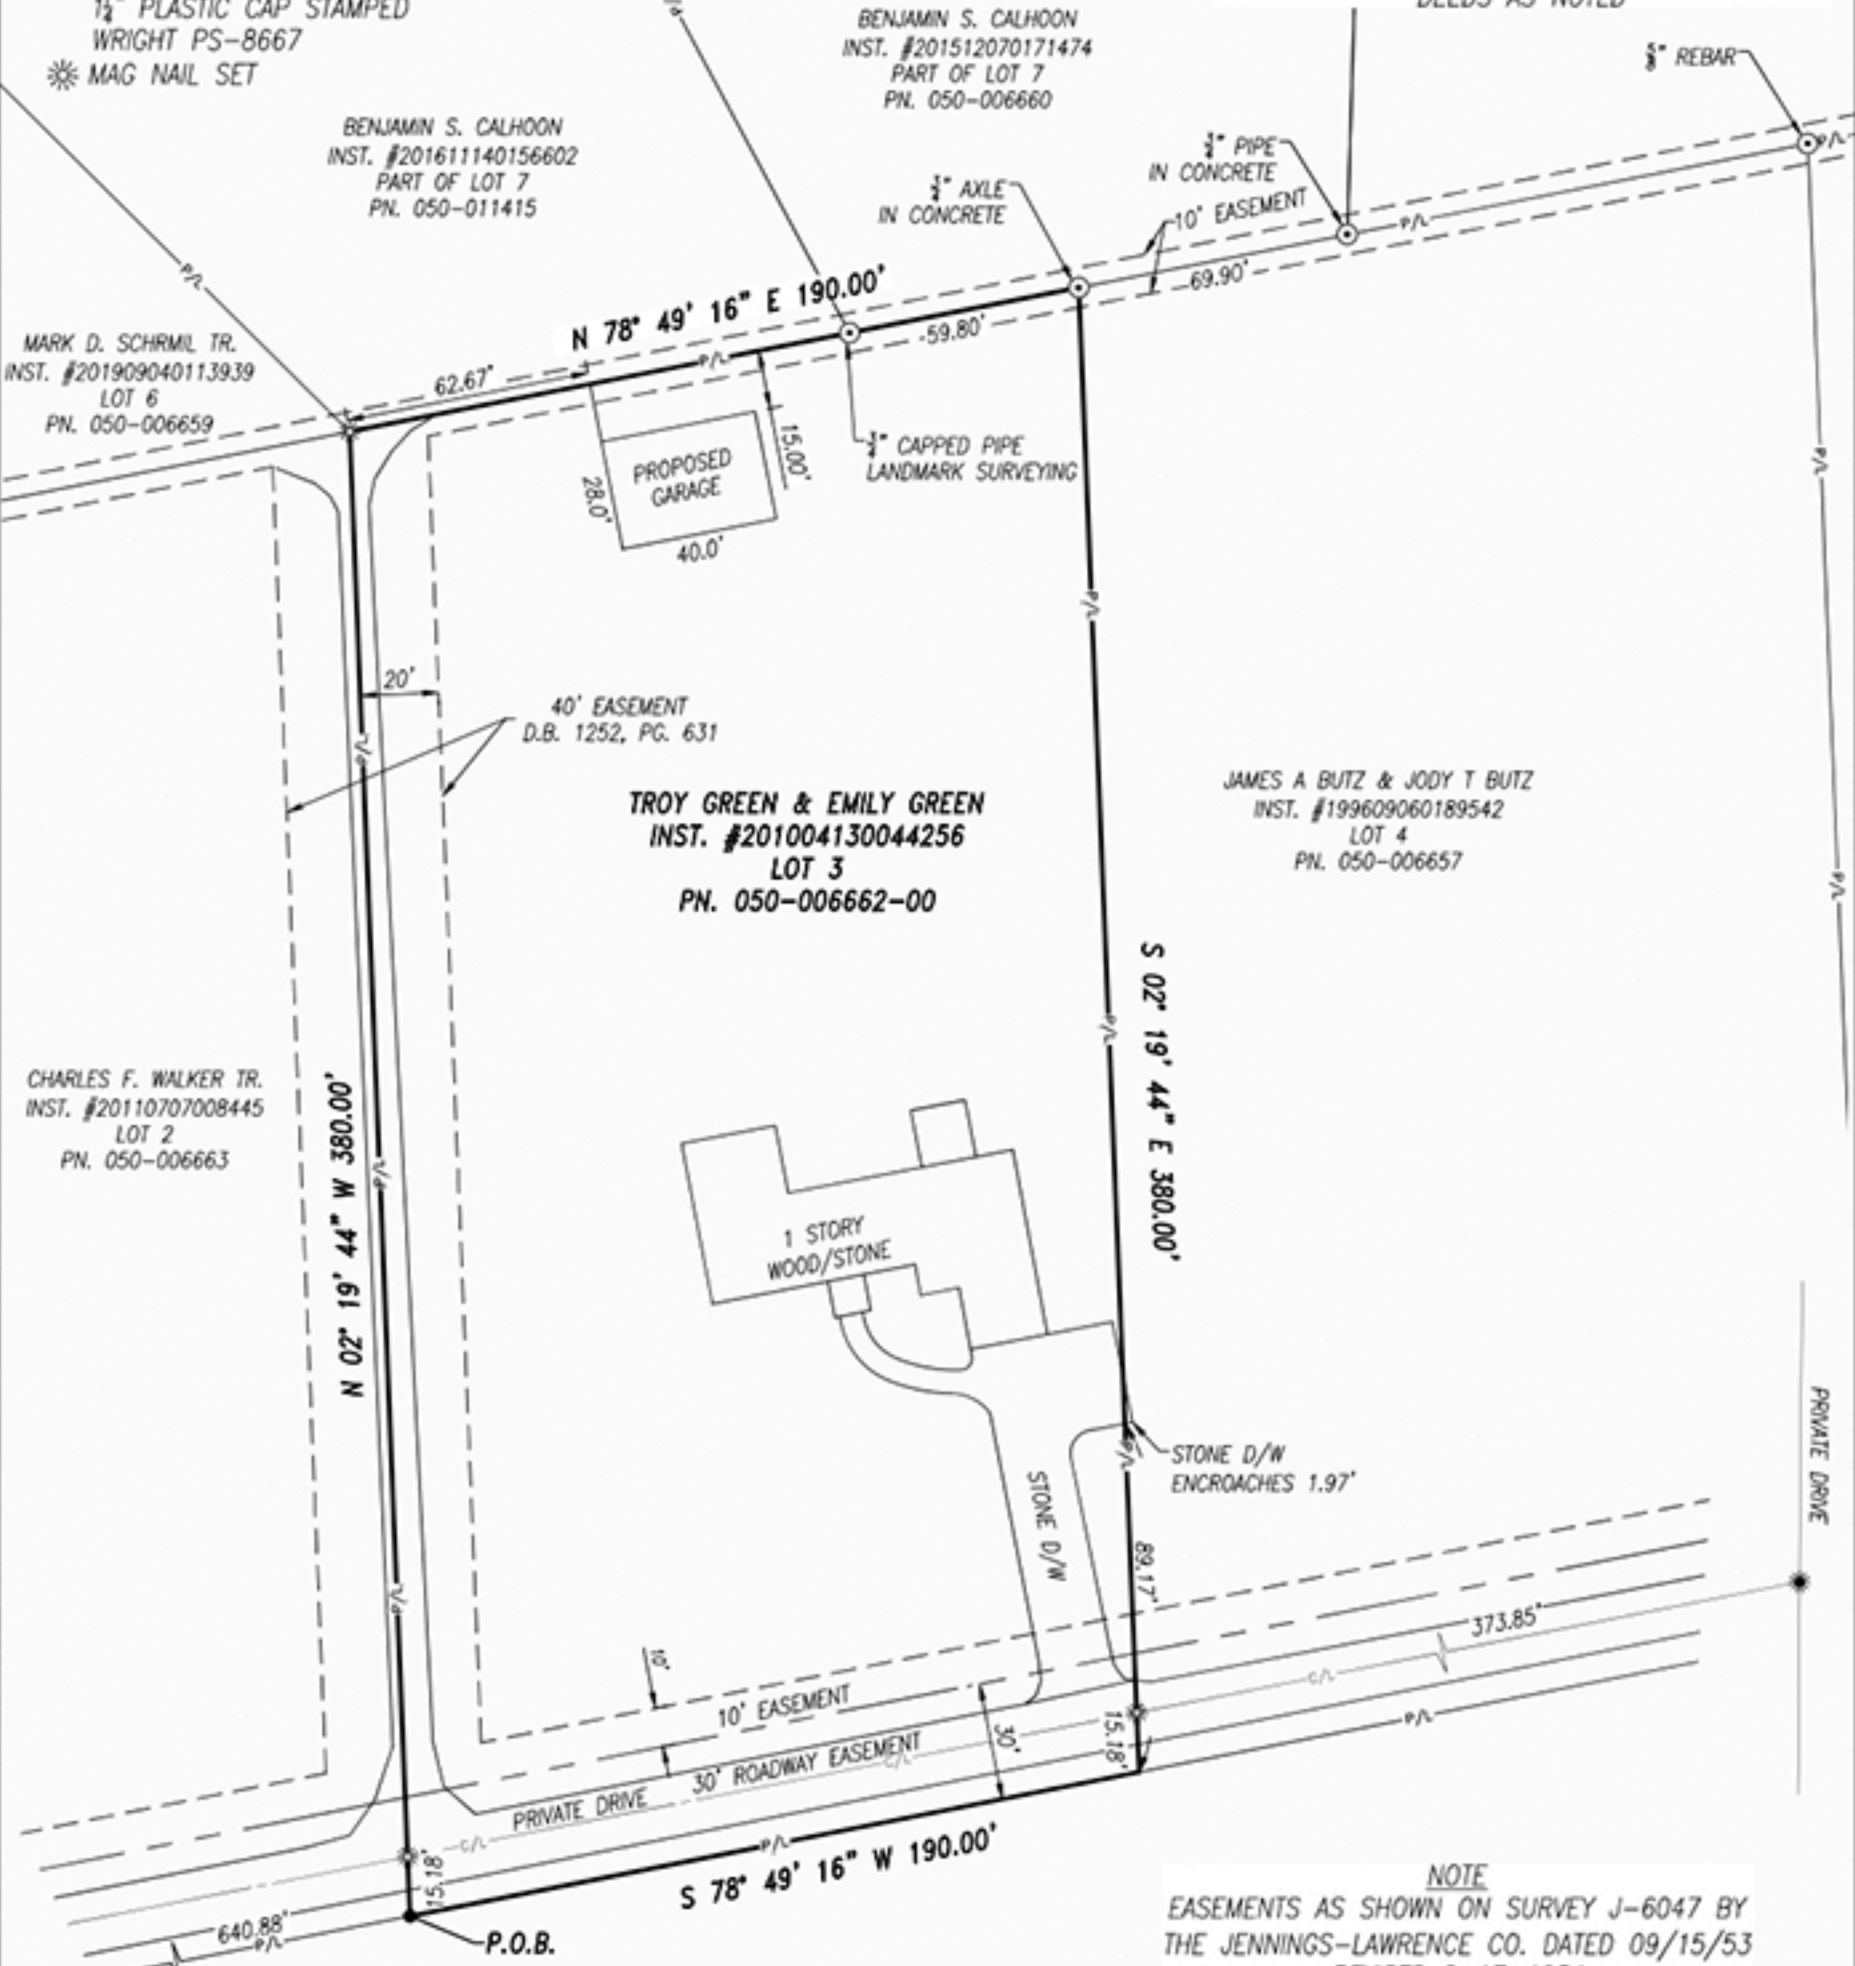 1¼" PLASTIC CAP STAMPED
WRIGHT PS-8667
MAG NAIL SET
BENJAMIN S. CALHOON
INST. #201512070171474
PART OF LOT 7
PN. 050-006660
DEEDS AS NOTED
⅝" REBAR
BENJAMIN S. CALHOON
INST. #201611140156602
PART OF LOT 7
PN. 050-011415
PIPE
IN CONCRETE
AXLE
IN CONCRETE
10' EASEMENT
P/L
P/L
P/L
P/L
69.90'
N 78° 49' 16" E 190.00'
59.80'
P/L
MARK D. SCHRMIL TR.
INST. #201909040113939
LOT 6
PN. 050-006659
62.67'
CAPPED PIPE
LANDMARK SURVEYING
PROPOSED
GARAGE
15.00'
28.0'
40.0'
P/L
P/L
20'
40' EASEMENT
D.B. 1252, PG. 631
P/L
TROY GREEN & EMILY GREEN
INST. #201004130044256
LOT 3
PN. 050-006662-00
JAMES A BUTZ & JODY T BUTZ
INST. #199609060189542
LOT 4
PN. 050-006657
P/L
P/L
S 02° 19' 44" E 380.00'
CHARLES F. WALKER TR.
INST. #20110707008445
LOT 2
PN. 050-006663
N 02° 19' 44" W 380.00'
P/L
1 STORY
WOOD/STONE
STONE D/W
ENCROACHES 1.97'
P/L
STONE D/W
89.17'
PRIVATE DRIVE
P/L
373.85'
10'
10' EASEMENT
C/L
30'
15.18'
P/L
30' ROADWAY EASEMENT
C/L
PRIVATE DRIVE
C/L
P/L
S 78° 49' 16" W 190.00'
15.18'
640.88'
P/L
P.O.B.
NOTE
EASEMENTS AS SHOWN ON SURVEY J-6047 BY
THE JENNINGS-LAWRENCE CO. DATED 09/15/53